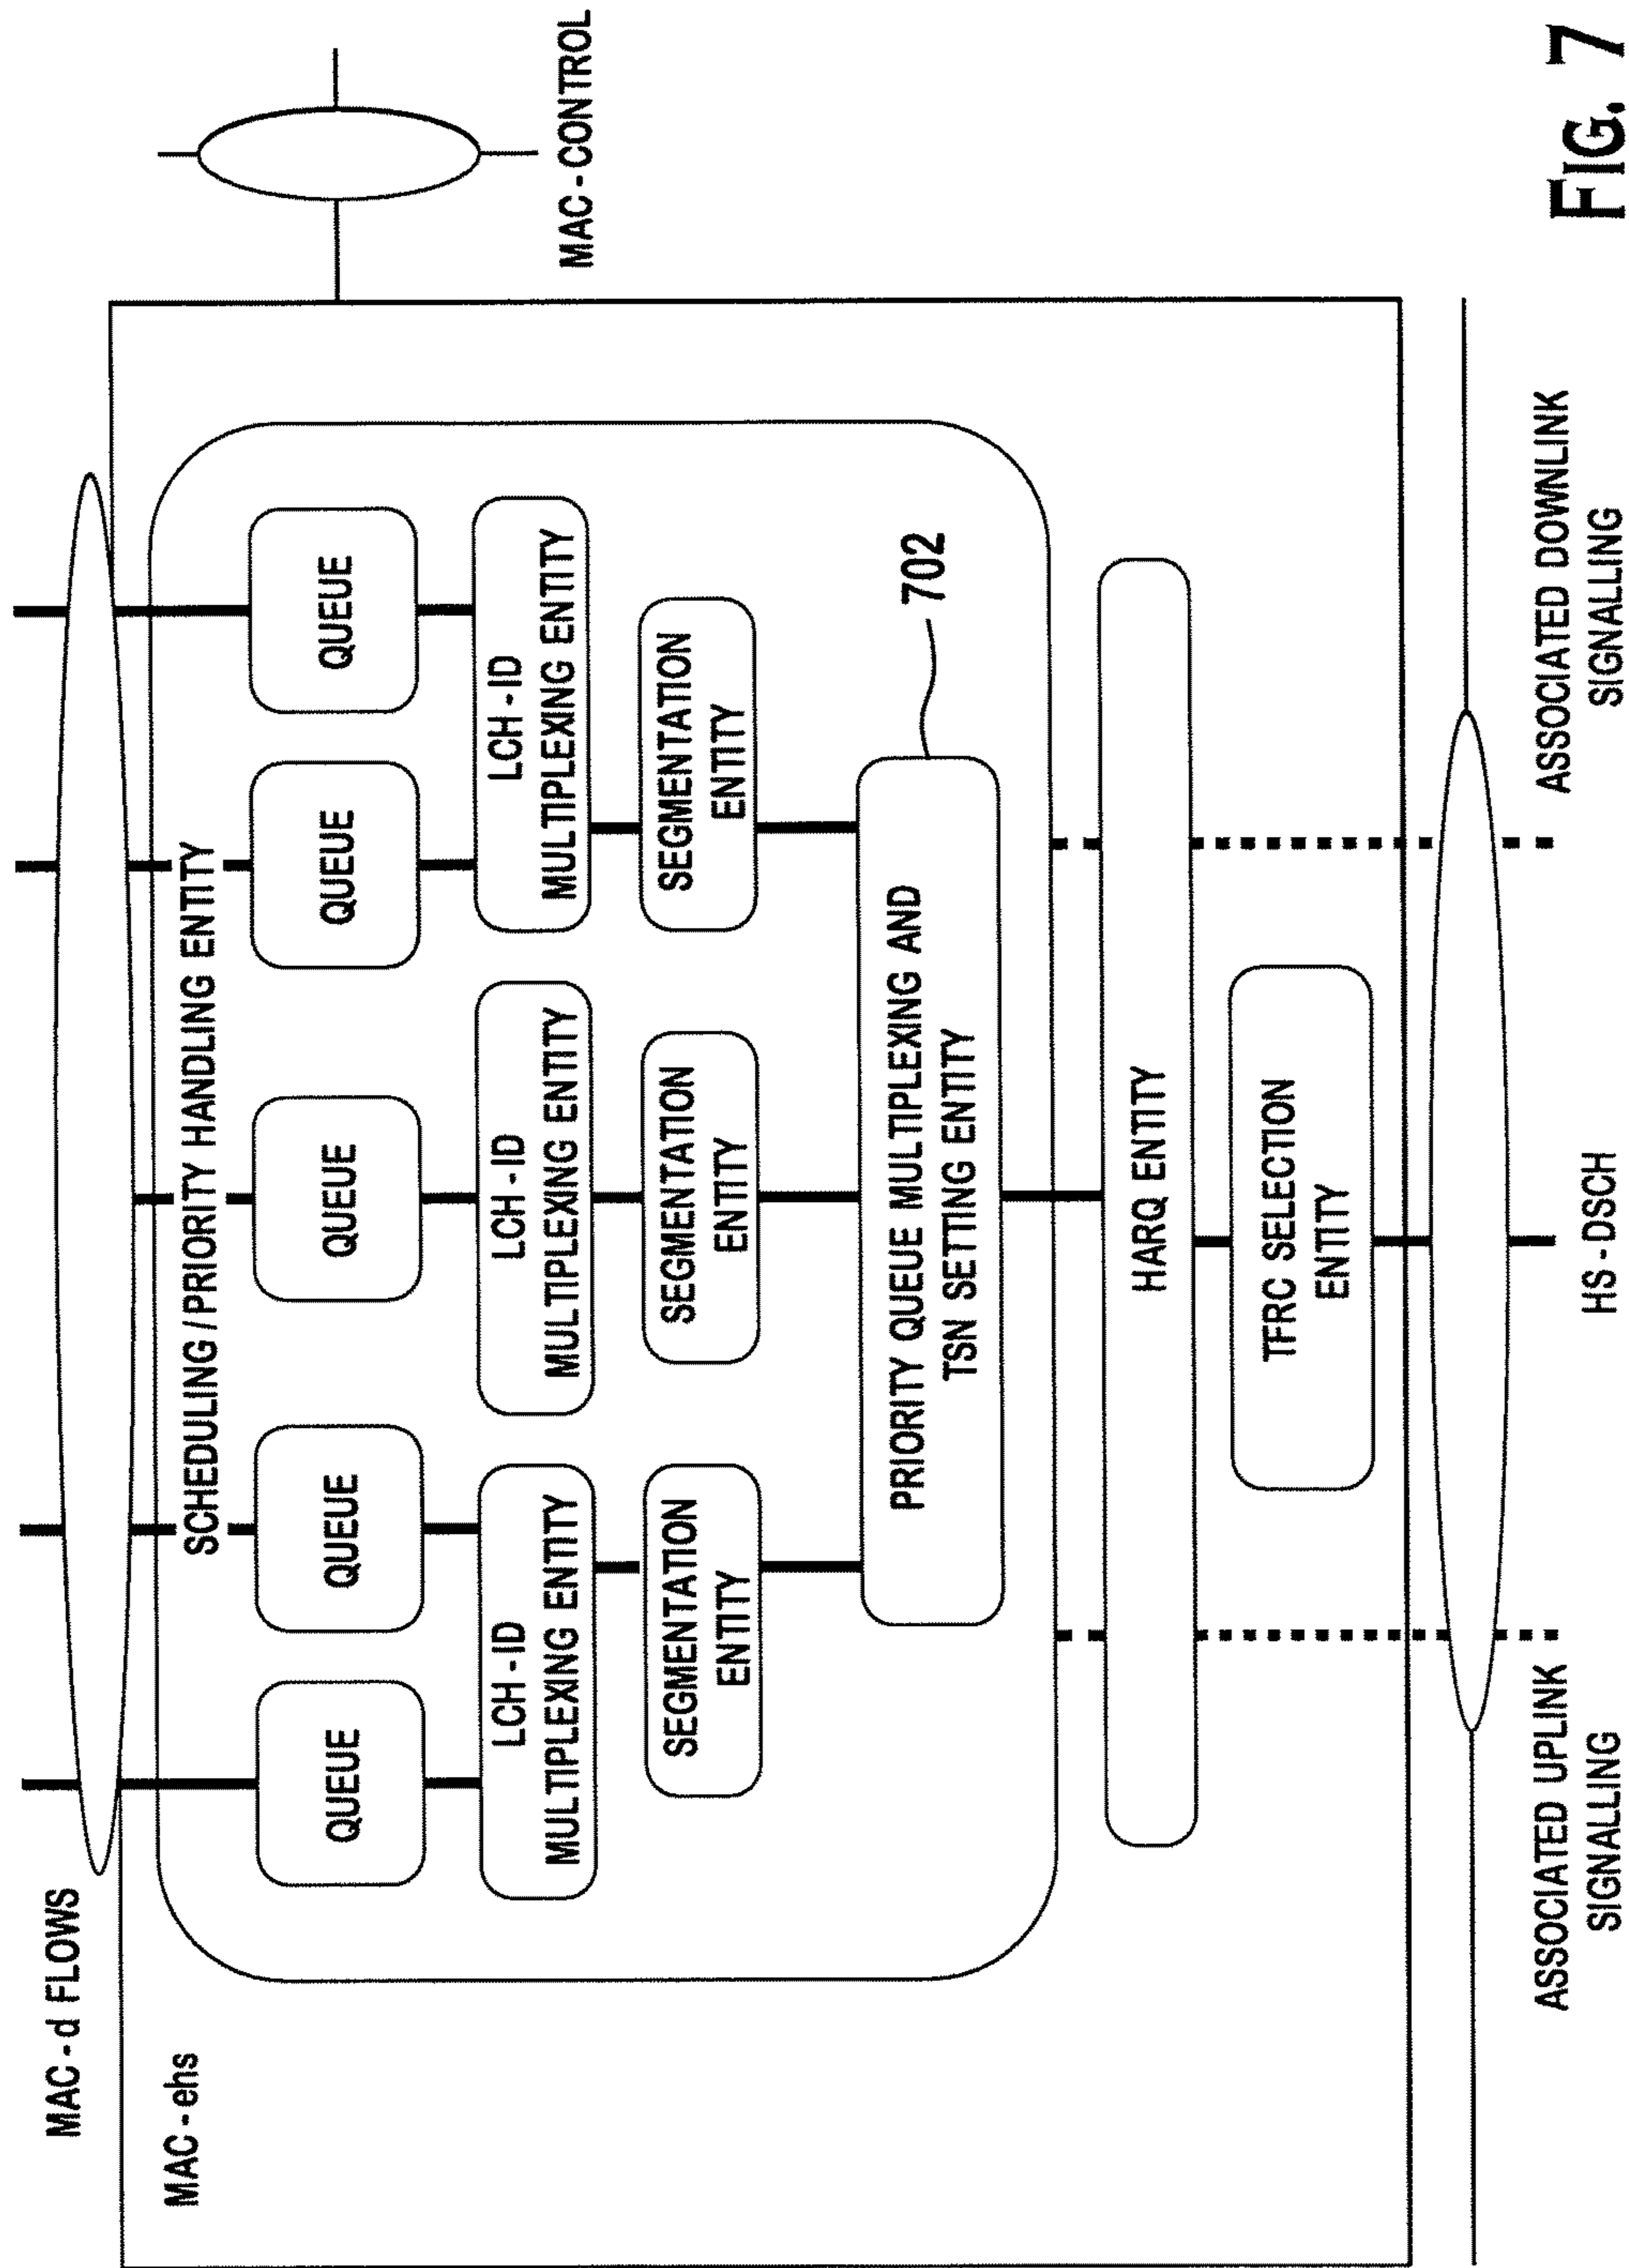 MAC-d FLOWS
MAC-ehs
SCHEDULING/PRIORITY HANDLING ENTITY
MAC-CONTROL
QUEUE
QUEUE
QUEUE
QUEUE
QUEUE
LCH-ID
MULTIPLEXING ENTITY
LCH-ID
MULTIPLEXING ENTITY
LCH-ID
MULTIPLEXING ENTITY
SEGMENTATION
ENTITY
SEGMENTATION
ENTITY
SEGMENTATION
ENTITY
PRIORITY QUEUE MULTIPLEXING AND
TSN SETTING ENTITY
702
HARQ ENTITY
TFRC SELECTION
ENTITY
ASSOCIATED UPLINK
SIGNALLING
HS-DSCH
ASSOCIATED DOWNLINK
SIGNALLING
FIG. 7